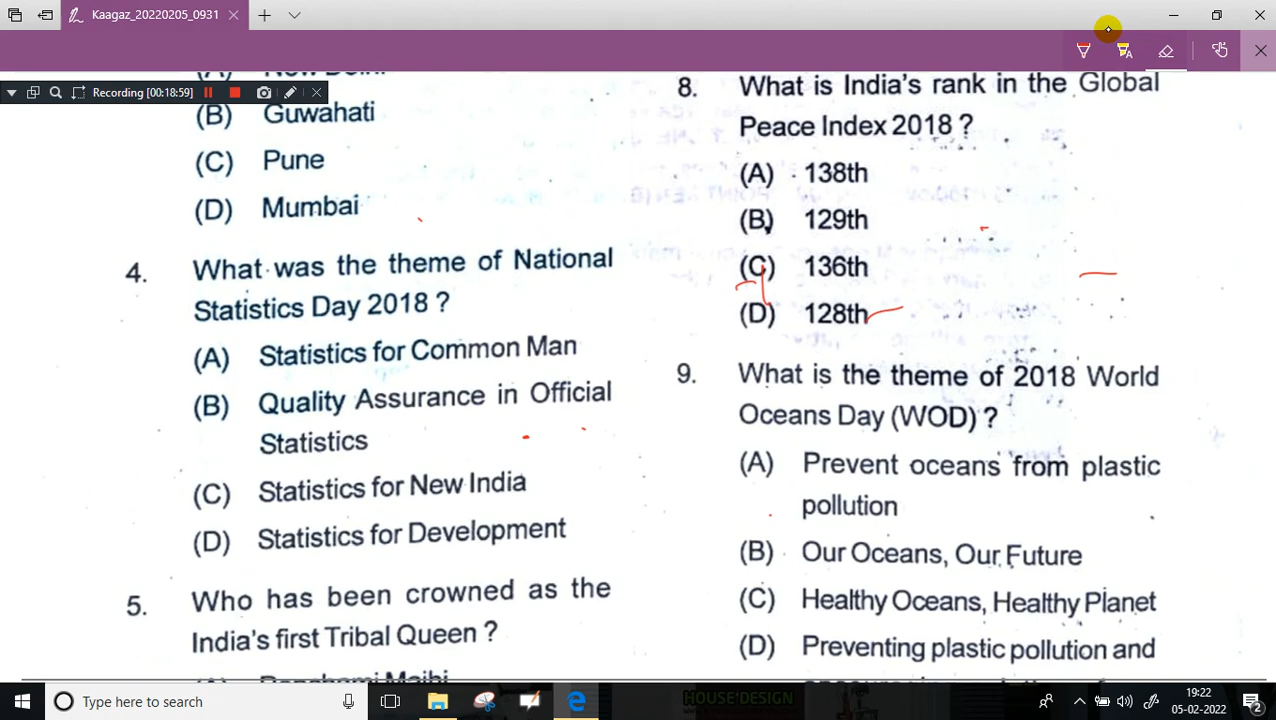 Kaagaz_20220205_0931
Recording [00:18:59]
(A) New Delhi
(B) Guwahati
(C) Pune
(D) Mumbai
4. What was the theme of National
Statistics Day 2018 ?
(A) Statistics for Common Man
(B) Quality Assurance in Official
Statistics
(C) Statistics for New India
(D) Statistics for Development
5. Who has been crowned as the
India's first Tribal Queen ?
8. What is India's rank in the Global
Peace Index 2018 ?
(A) 138th
(B) 129th
(C) 136th
(D) 128th
9. What is the theme of 2018 World
Oceans Day (WOD) ?
(A) Prevent oceans from plastic
pollution
(B) Our Oceans, Our Future
(C) Healthy Oceans, Healthy Planet
(D) Preventing plastic pollution and
Type here to search
HOUSE DESIGN
19:22
05-02-2022
2